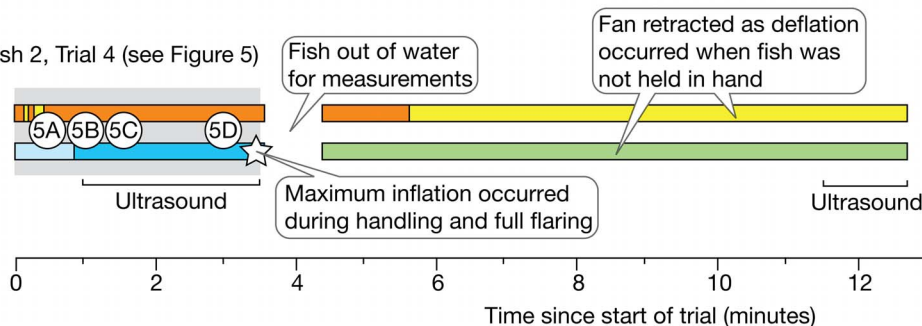 sh 2, Trial 4 (see Figure 5)
Fish out of water
for measurements
Fan retracted as deflation
occurred when fish was
not held in hand
5A 5B 5C 5D
Maximum inflation occurred
during handling and full flaring
Ultrasound
Ultrasound
0 2 4 6 8 10 12
Time since start of trial (minutes)